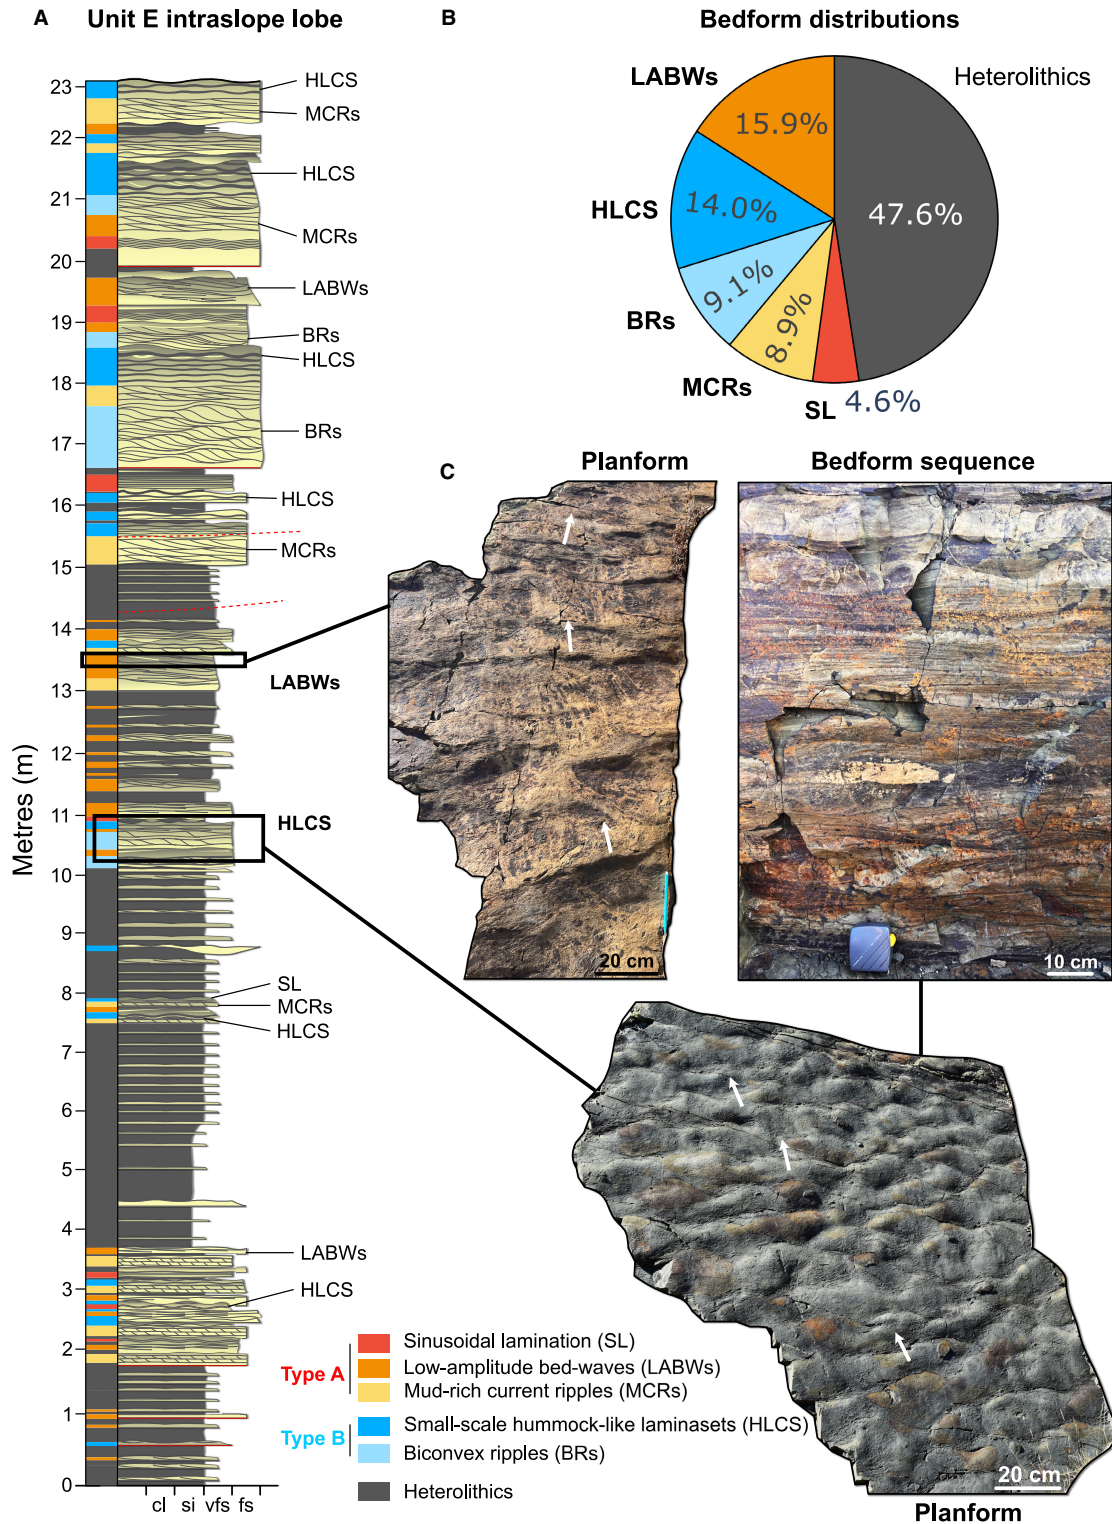 A
Unit E intraslope lobe
Metres (m)
23
22
21
20
19
18
17
16
15
14
13
12
11
10
9
8
7
6
5
4
3
2
1
0
cl
si
vfs
fs
HLCS
MCRs
HLCS
MCRs
LABWs
BRs
HLCS
BRs
HLCS
MCRs
LABWs
HLCS
SL
MCRs
HLCS
LABWs
HLCS
Type A
Sinusoidal lamination (SL)
Low-amplitude bed-waves (LABWs)
Mud-rich current ripples (MCRs)
Type B
Small-scale hummock-like laminasets (HLCS)
Biconvex ripples (BRs)
Heterolithics
B
Bedform distributions
LABWs
15.9%
Heterolithics
47.6%
HLCS
14.0%
BRs
9.1%
MCRs
8.9%
SL
4.6%
C
Planform
20 cm
Bedform sequence
10 cm
20 cm
Planform